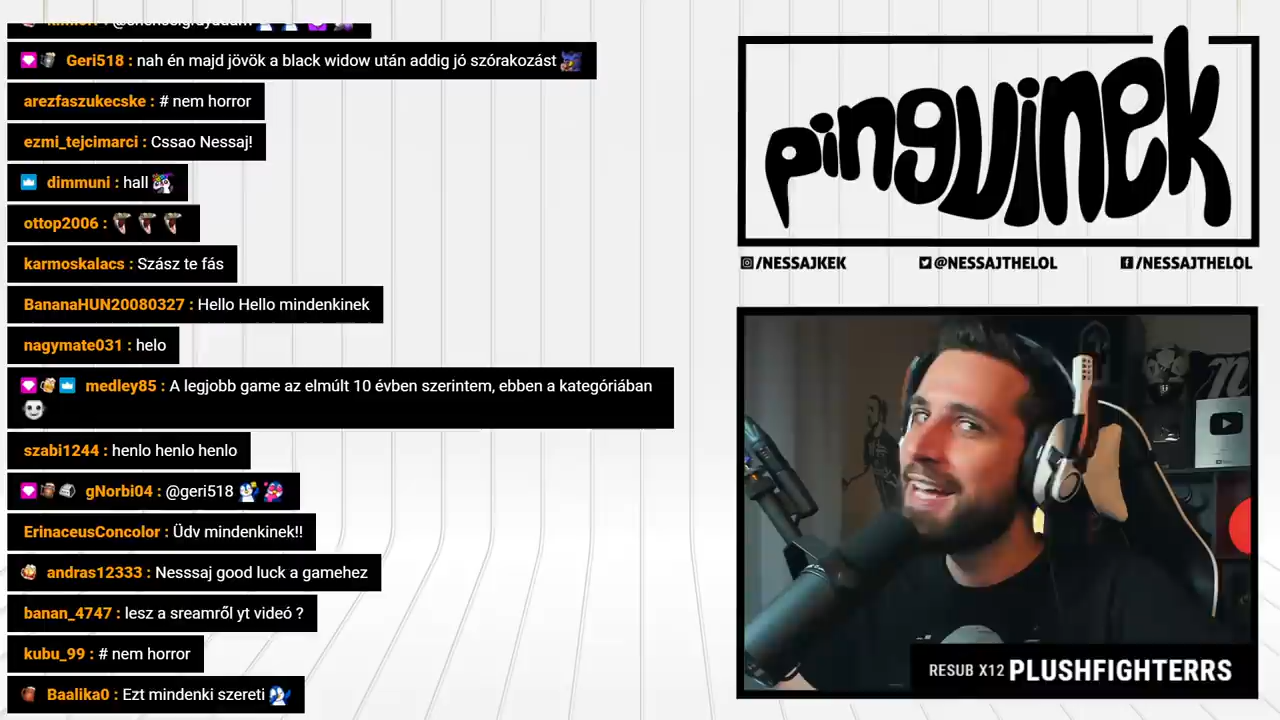 Geri518 : nah én majd jövök a black widow után addig jó szórakozást
arezfaszukecske : # nem horror
ezmi_tejcimarci : Cssao Nessaj!
dimmuni : hall
ottop2006 :
karmoskalacs : Szász te fás
BananaHUN20080327 : Hello Hello mindenkinek
nagymate031 : helo
medley85 : A legjobb game az elmúlt 10 évben szerintem, ebben a kategóriában
szabi1244 : henlo henlo henlo
gNorbi04 : @geri518
ErinaceusConcolor : Üdv mindenkinek!!
andras12333 : Nesssaj good luck a gamehez
banan_4747 : lesz a sreamről yt videó ?
kubu_99 : # nem horror
Baalika0 : Ezt mindenki szereti
pingvinek
/NESSAJKEK
@NESSAJTHELOL
/NESSAJTHELOL
RESUB X12 PLUSHFIGHTERRS